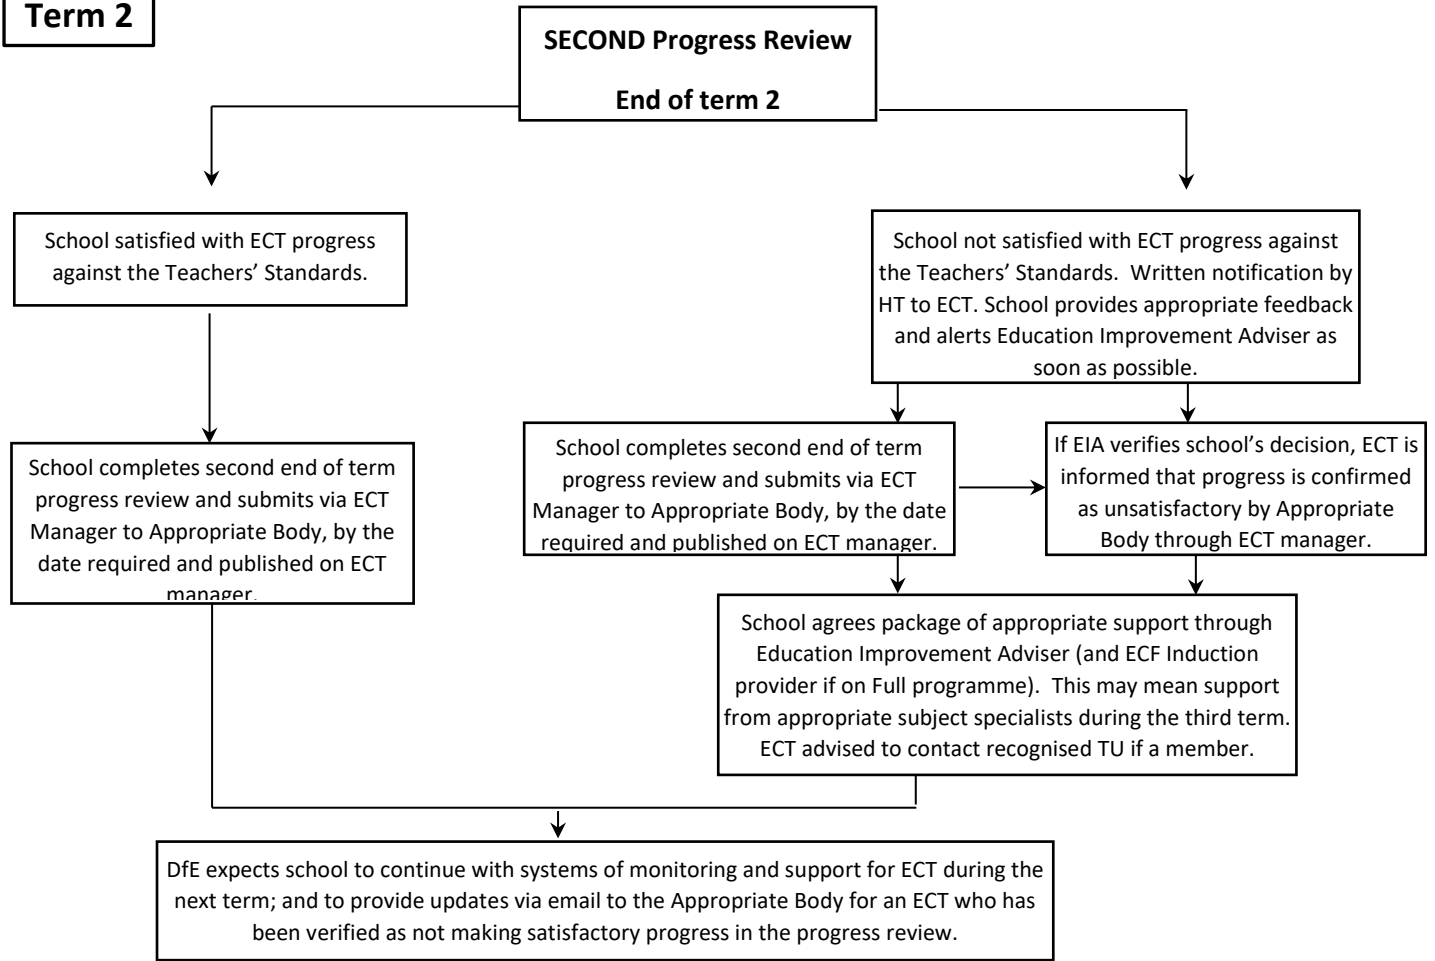 Term 2
SECOND Progress Review
End of term 2
School satisfied with ECT progress
against the Teachers’ Standards.
School not satisfied with ECT progress against
the Teachers’ Standards.  Written notification by
HT to ECT. School provides appropriate feedback
and alerts Education Improvement Adviser as
soon as possible.
School completes second end of term
progress review and submits via ECT
Manager to Appropriate Body, by the
date required and published on ECT
manager.
School completes second end of term
progress review and submits via ECT
Manager to Appropriate Body, by the date
required and published on ECT manager.
If EIA verifies school’s decision, ECT is
informed that progress is confirmed
as unsatisfactory by Appropriate
Body through ECT manager.
School agrees package of appropriate support through
Education Improvement Adviser (and ECF Induction
provider if on Full programme).  This may mean support
from appropriate subject specialists during the third term.
ECT advised to contact recognised TU if a member.
DfE expects school to continue with systems of monitoring and support for ECT during the
next term; and to provide updates via email to the Appropriate Body for an ECT who has
been verified as not making satisfactory progress in the progress review.